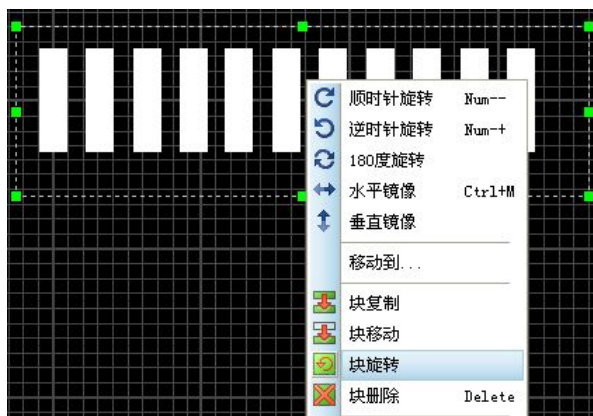 顺时针旋转 Num--
逆时针旋转 Num-+
180度旋转
水平镜像 Ctrl+M
垂直镜像
移动到...
块复制
块移动
块旋转
块删除 Delete